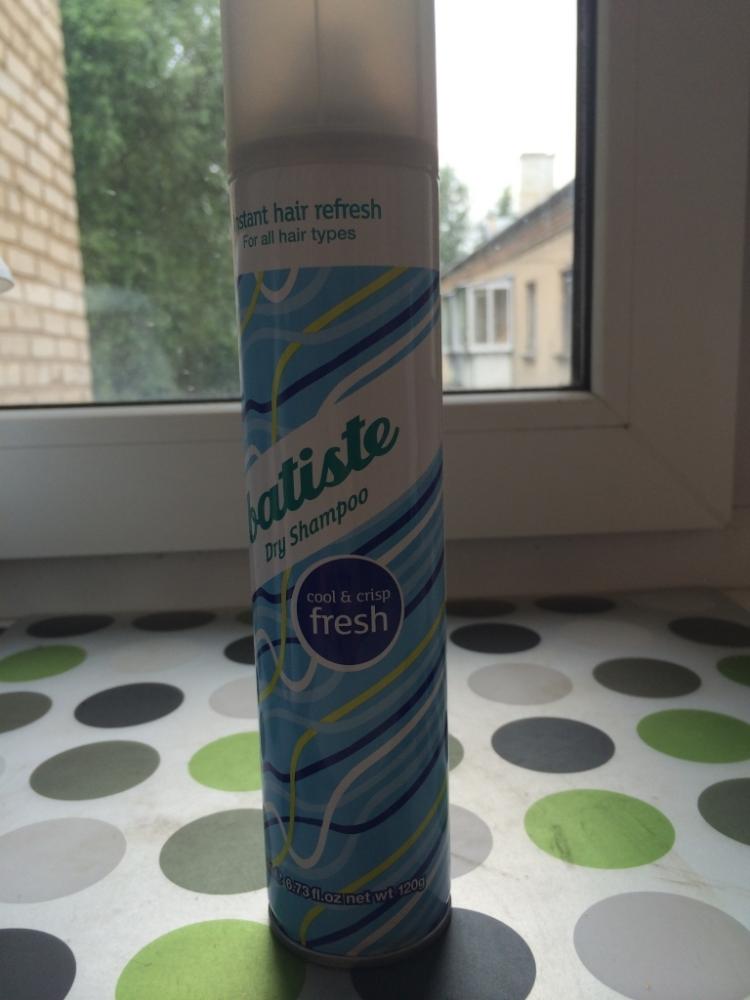 instant hair refresh
For all hair types
batiste
Dry Shampoo
cool & crisp
fresh
6.73 fl.oz net wt 120g